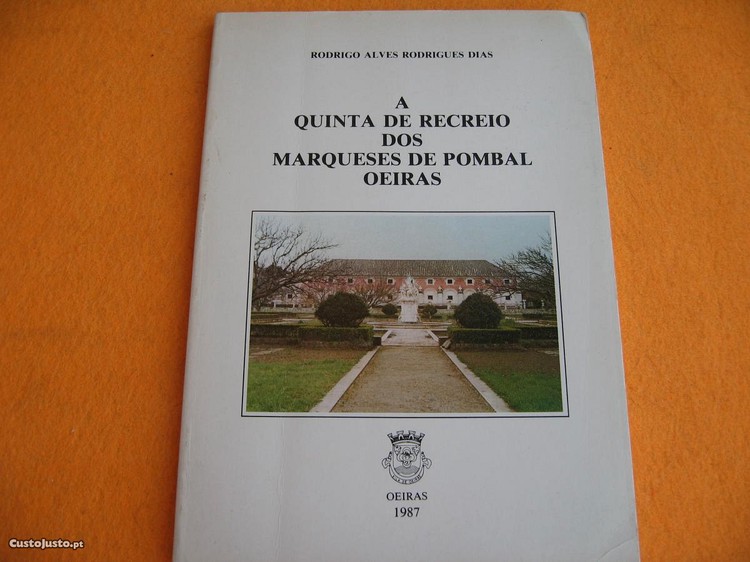 RODRIGO ALVES RODRIGUES DIAS
A
QUINTA DE RECREIO
DOS
MARQUESES DE POMBAL
OEIRAS
OEIRAS
1987
CustoJusto.pt